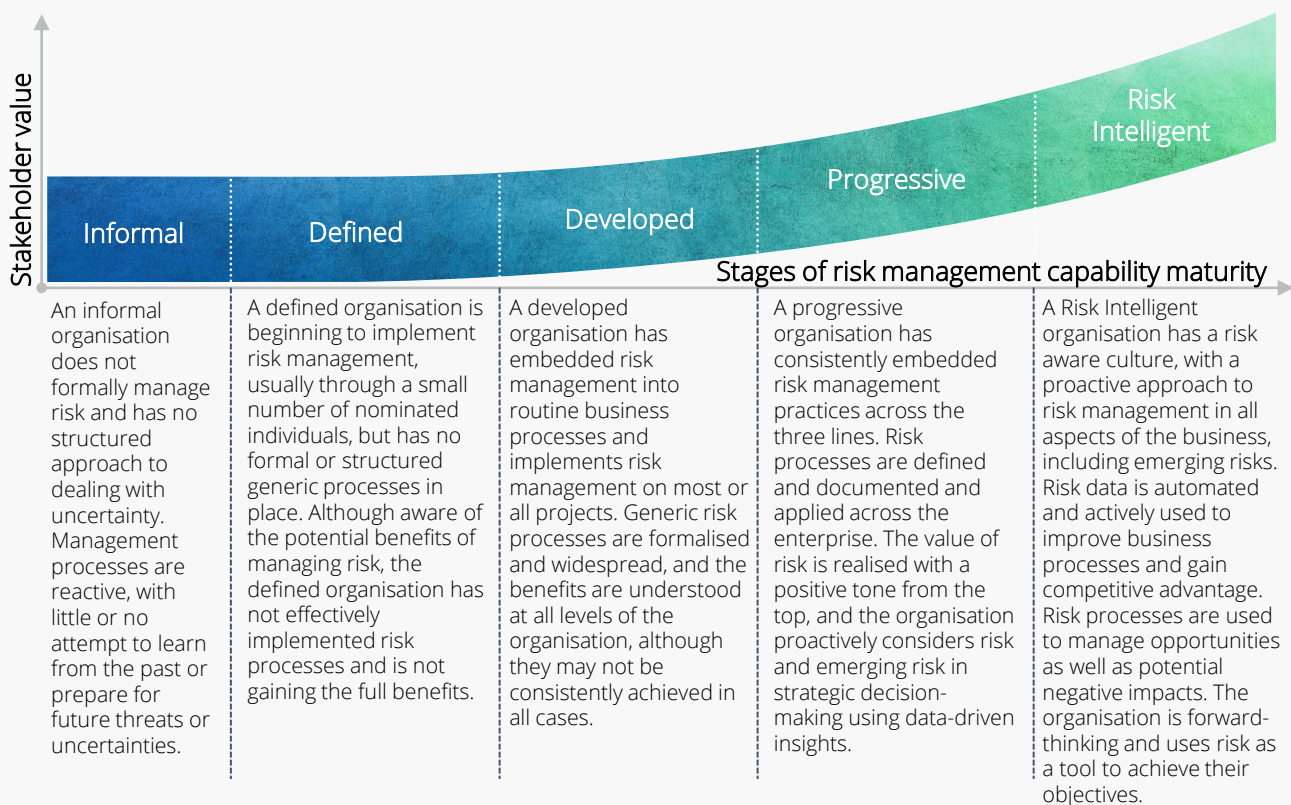 Stakeholder value
Informal
Defined
Developed
Progressive
Risk
Intelligent
Stages of risk management capability maturity
An informal
organisation
does not
formally manage
risk and has no
structured
approach to
dealing with
uncertainty.
Management
processes are
reactive, with
little or no
attempt to learn
from the past or
prepare for
future threats or
uncertainties.
A defined organisation is
beginning to implement
risk management,
usually through a small
number of nominated
individuals, but has no
formal or structured
generic processes in
place. Although aware of
the potential benefits of
managing risk, the
defined organisation has
not effectively
implemented risk
processes and is not
gaining the full benefits.
A developed
organisation has
embedded risk
management into
routine business
processes and
implements risk
management on most or
all projects. Generic risk
processes are formalised
and widespread, and the
benefits are understood
at all levels of the
organisation, although
they may not be
consistently achieved in
all cases.
A progressive
organisation has
consistently embedded
risk management
practices across the
three lines. Risk
processes are defined
and documented and
applied across the
enterprise. The value of
risk is realised with a
positive tone from the
top, and the organisation
proactively considers risk
and emerging risk in
strategic decision-
making using data-driven
insights.
A Risk Intelligent
organisation has a risk
aware culture, with a
proactive approach to
risk management in all
aspects of the business,
including emerging risks.
Risk data is automated
and actively used to
improve business
processes and gain
competitive advantage.
Risk processes are used
to manage opportunities
as well as potential
negative impacts. The
organisation is forward-
thinking and uses risk as
a tool to achieve their
objectives.